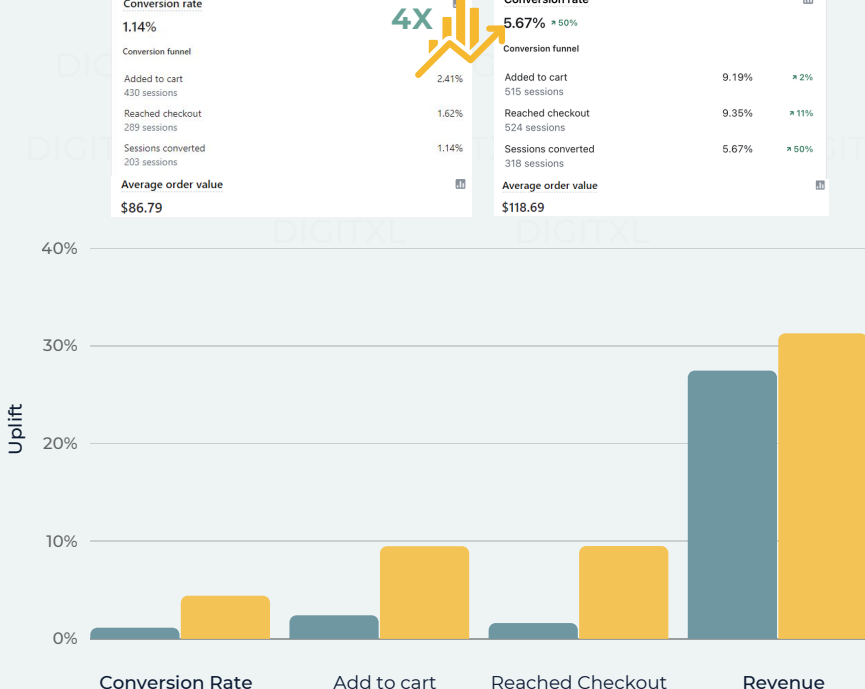 Conversion rate
1.14%
Conversion funnel
Added to cart 2.41%
430 sessions
Reached checkout 1.62%
289 sessions
Sessions converted 1.14%
203 sessions
Average order value
$86.79
4X
Conversion rate
5.67% ↗ 50%
Conversion funnel
Added to cart 9.19% ↗ 2%
515 sessions
Reached checkout 9.35% ↗ 11%
524 sessions
Sessions converted 5.67% ↗ 50%
318 sessions
Average order value
$118.69
DIGITXL DIGITXL
40%
30%
20%
10%
0%
Uplift
Conversion Rate Add to cart Reached Checkout Revenue